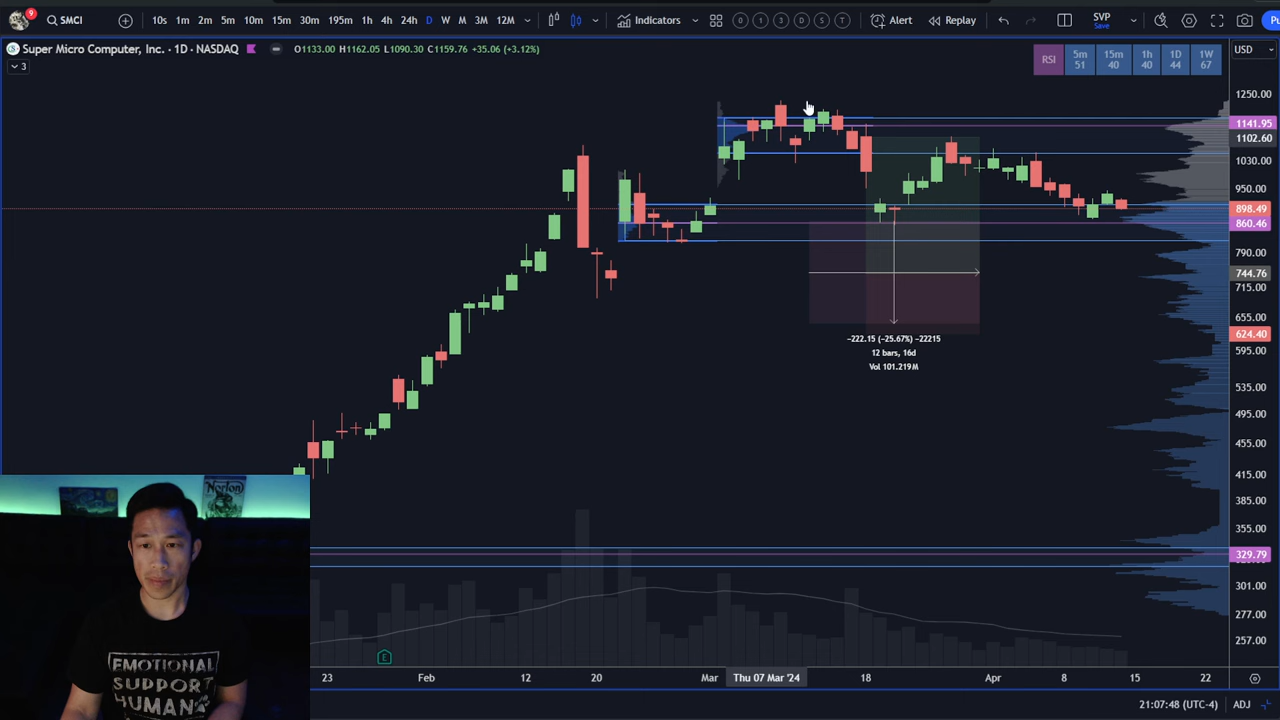 9
SMCI
10s 1m 2m 5m 10m 15m 30m 195m 1h 4h 24h D W M 3M 12M
Indicators
D S T
Alert
Replay
SVP
Save
Super Micro Computer, Inc. · 1D · NASDAQ O1133.00 H1162.05 L1090.30 C1159.76 +35.06 (+3.12%)
3
RSI
5m 15m 1h 1D 1W
51 40 40 44 67
USD
1250.00
1141.95
1102.60
1030.00
950.00
898.49
860.46
790.00
744.76
715.00
655.00
624.40
595.00
535.00
495.00
455.00
415.00
385.00
355.00
329.79
301.00
277.00
257.00
−222.15 (−25.67%) −22215
12 bars, 16d
Vol 101.219M
E
23 Feb 12 20 Mar Thu 07 Mar '24 18 Apr 8 15 22
21:07:48 (UTC-4) ADJ
Norton
EMOTIONAL
SUPPORT
HUMAN